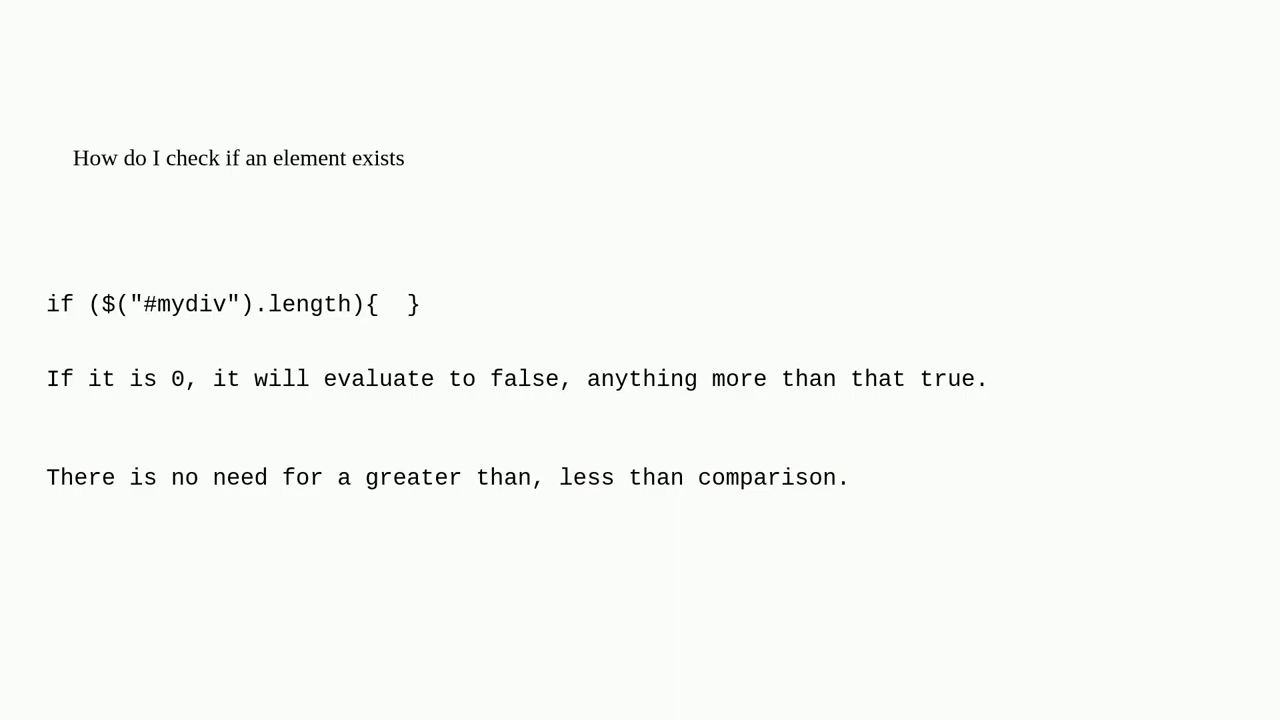 How do I check if an element exists
if ($("#mydiv").length){  }
If it is 0, it will evaluate to false, anything more than that true.
There is no need for a greater than, less than comparison.